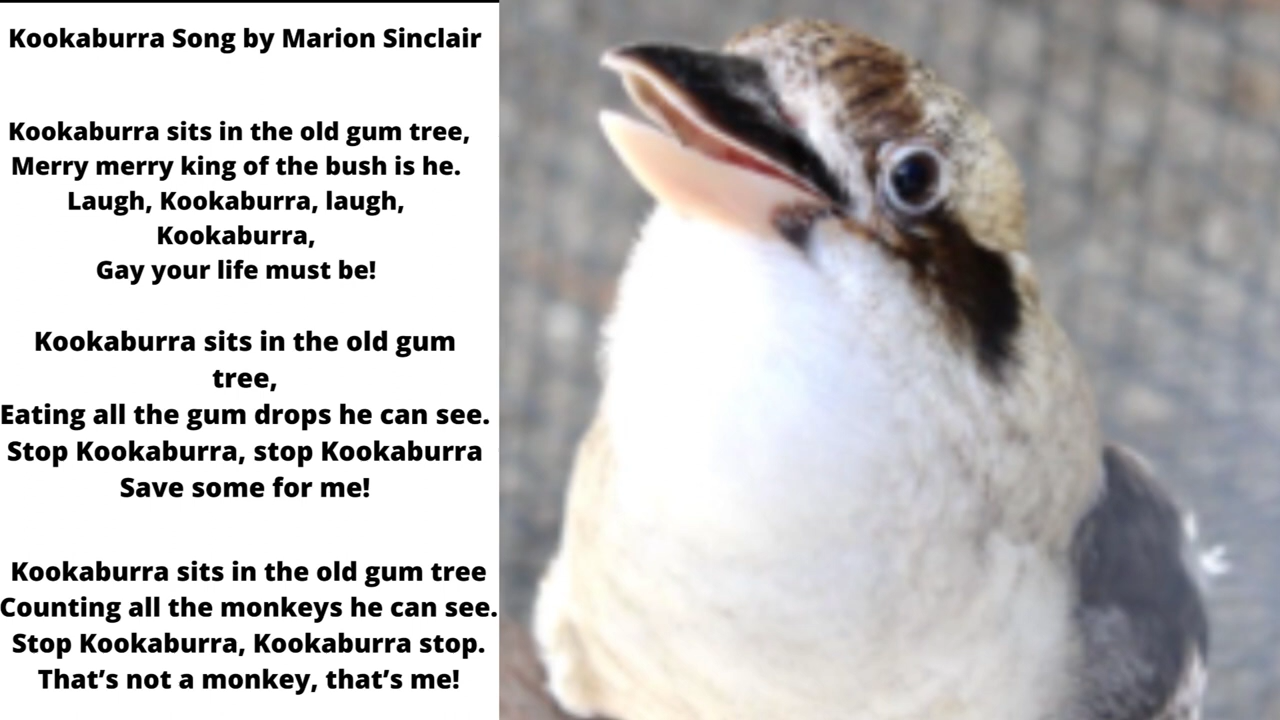 Kookaburra Song by Marion Sinclair
Kookaburra sits in the old gum tree,
Merry merry king of the bush is he.
Laugh, Kookaburra, laugh,
Kookaburra,
Gay your life must be!
Kookaburra sits in the old gum
tree,
Eating all the gum drops he can see.
Stop Kookaburra, stop Kookaburra
Save some for me!
Kookaburra sits in the old gum tree
Counting all the monkeys he can see.
Stop Kookaburra, Kookaburra stop.
That’s not a monkey, that’s me!